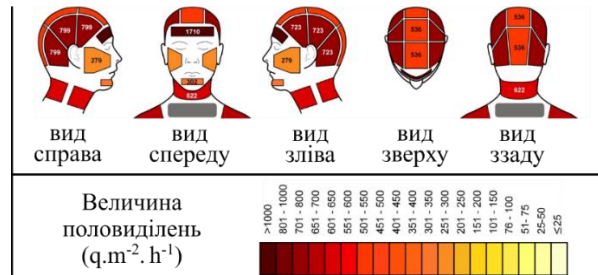 799 799 1710 723 723 536 536
799 723 536 536
279 279
302
622 622
вид вид вид вид вид
справа спереду зліва зверху ззаду
Величина
половиділень
(q.m-2. h-1)
>1000
801 - 1000
701 - 800
651 - 700
601 - 650
551 - 600
501 - 550
451 - 500
401 - 450
351 - 400
301 - 350
251 - 300
201 - 250
151 - 200
101 - 150
76 - 100
51- 75
25-50
≤25